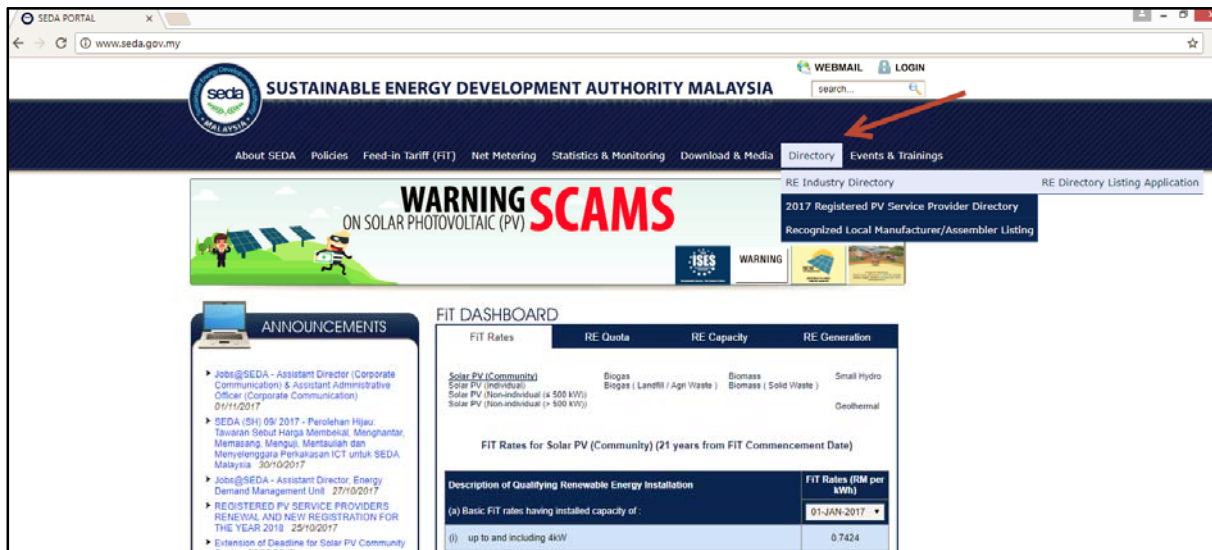 SEDA PORTAL
www.seda.gov.my
WEBMAIL LOGIN
seda
MALAYSIA
SUSTAINABLE ENERGY DEVELOPMENT AUTHORITY MALAYSIA
search...
About SEDA Policies Feed-in Tariff (FiT) Net Metering Statistics & Monitoring Download & Media Directory Events & Trainings
RE Industry Directory RE Directory Listing Application
2017 Registered PV Service Provider Directory
Recognized Local Manufacturer/Assembler Listing
WARNING SCAMS
ON SOLAR PHOTOVOLTAIC (PV)
ISES WARNING
ANNOUNCEMENTS
Jobs@SEDA - Assistant Director (Corporate
Communication) & Assistant Administrative
Officer (Corporate Communication)
01/11/2017
SEDA (SH) 09/ 2017 - Perolehan Hijau:
Tawaran Sebut Harga Membekal, Menghantar,
Memasang, Menguji, Mentauliah dan
Menyelenggara Perkakasan ICT untuk SEDA
Malaysia 30/10/2017
Jobs@SEDA - Assistant Director, Energy
Demand Management Unit 27/10/2017
REGISTERED PV SERVICE PROVIDERS
RENEWAL AND NEW REGISTRATION FOR
THE YEAR 2018 25/10/2017
Extension of Deadline for Solar PV Community
FiT DASHBOARD
FiT Rates RE Quota RE Capacity RE Generation
Solar PV (Community) Biogas Biomass Small Hydro
Solar PV (Individual) Biogas ( Landfill / Agri Waste ) Biomass ( Solid Waste )
Solar PV (Non-individual (≤ 500 kW))
Solar PV (Non-individual (> 500 kW)) Geothermal
FiT Rates for Solar PV (Community) (21 years from FiT Commencement Date)
Description of Qualifying Renewable Energy Installation FiT Rates (RM per
kWh)
(a) Basic FiT rates having installed capacity of : 01-JAN-2017
(i) up to and including 4kW 0.7424